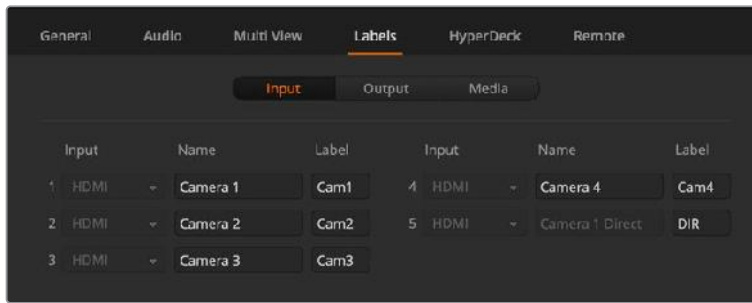 General Audio Multi View Labels HyperDeck Remote
Input Output Media
Input Name Label Input Name Label
1 HDMI Camera 1 Cam1 4 HDMI Camera 4 Cam4
2 HDMI Camera 2 Cam2 5 HDMI Camera 1 Direct DIR
3 HDMI Camera 3 Cam3